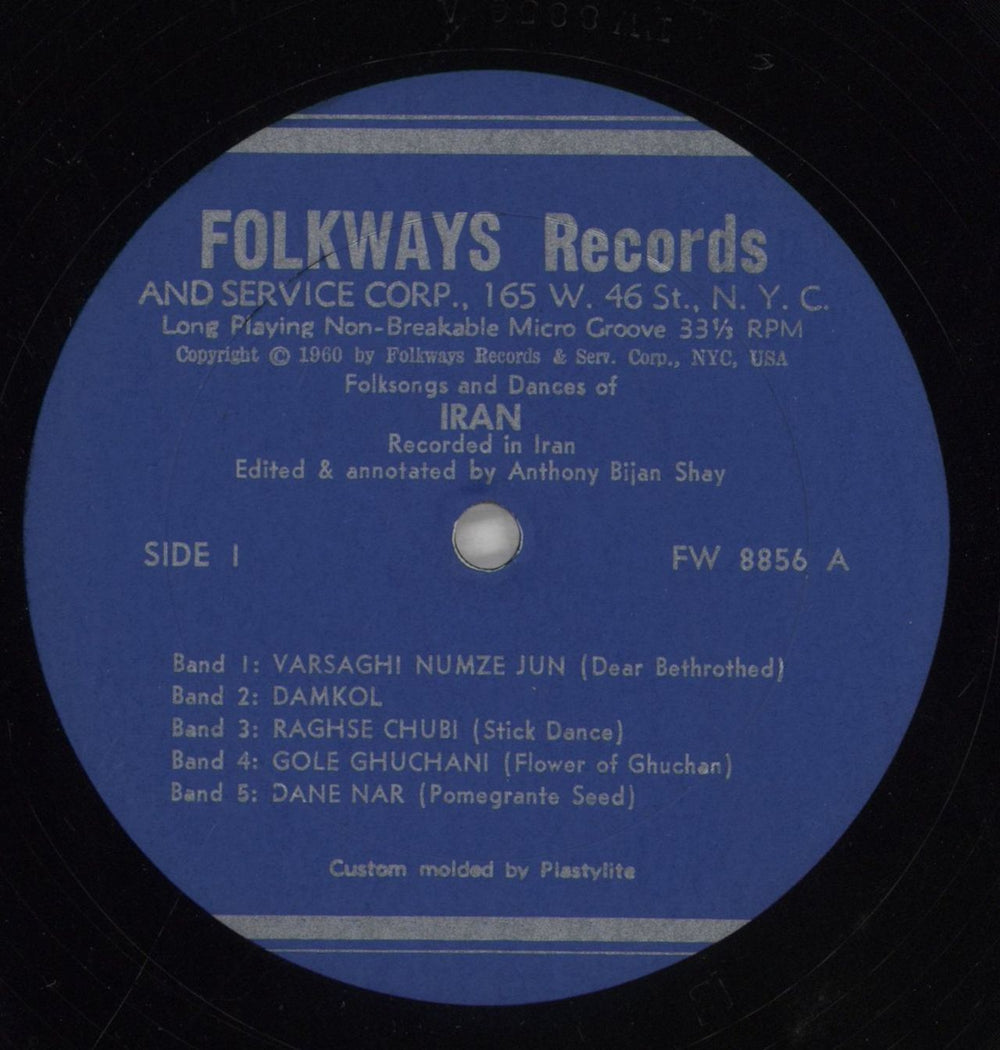 FOLKWAYS Records
AND SERVICE CORP., 165 W. 46 St., N. Y. C.
Long Playing Non-Breakable Micro Groove 33⅓ RPM
Copyright © 1960 by Folkways Records & Serv. Corp., NYC, USA
Folksongs and Dances of
IRAN
Recorded in Iran
Edited & annotated by Anthony Bijan Shay
SIDE 1 FW 8856 A
Band 1: VARSAGHI NUMZE JUN (Dear Bethrothed)
Band 2: DAMKOL
Band 3: RAGHSE CHUBI (Stick Dance)
Band 4: GOLE GHUCHANI (Flower of Ghuchan)
Band 5: DANE NAR (Pomegrante Seed)
Custom molded by Plastylite